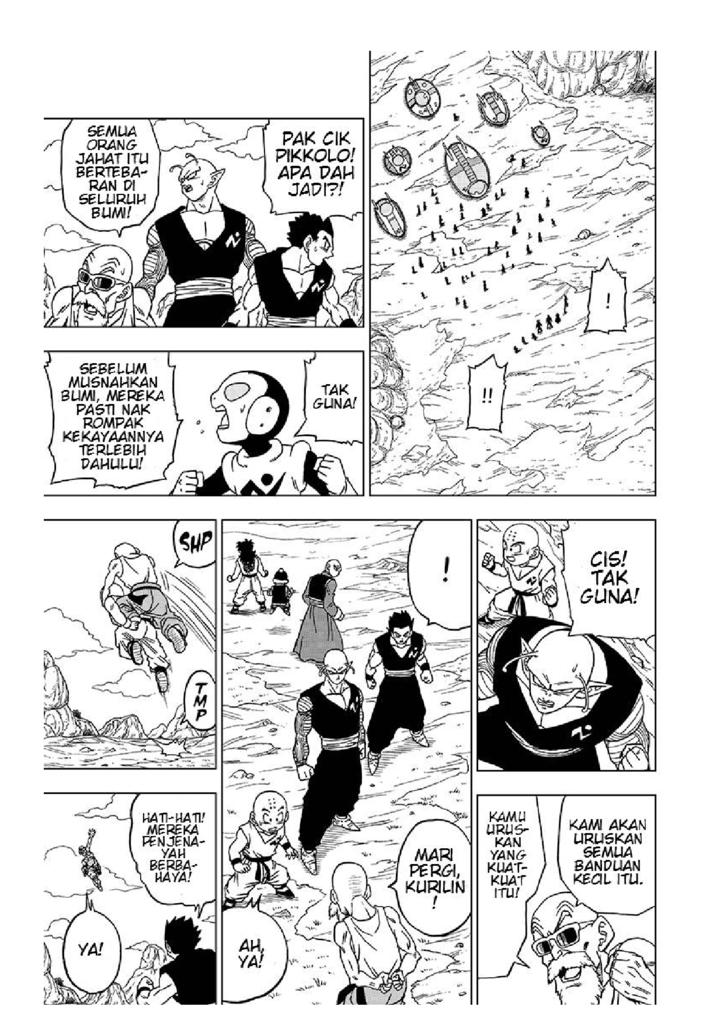 !
!!
PAK CIK
PIKKOLO!
APA DAH
JADI?!
SEMUA
ORANG
JAHAT ITU
BERTEBA-
RAN DI
SELURUH
BUMI!
TAK
GUNA!
SEBELUM
MUSNAHKAN
BUMI, MEREKA
PASTI NAK
ROMPAK
KEKAYAANNYA
TERLEBIH
DAHULU!
CIS!
TAK
GUNA!
KAMI AKAN
URUSKAN
SEMUA
BANDUAN
KECIL ITU.
KAMU
URUS-
KAN
YANG
KUAT-
KUAT
ITU!
!
MARI
PERGI,
KURILIN
!
AH,
YA!
SHP
TMP
HATI-HATI!
MEREKA
PENJENA-
YAH
BERBA-
HAYA!
YA!